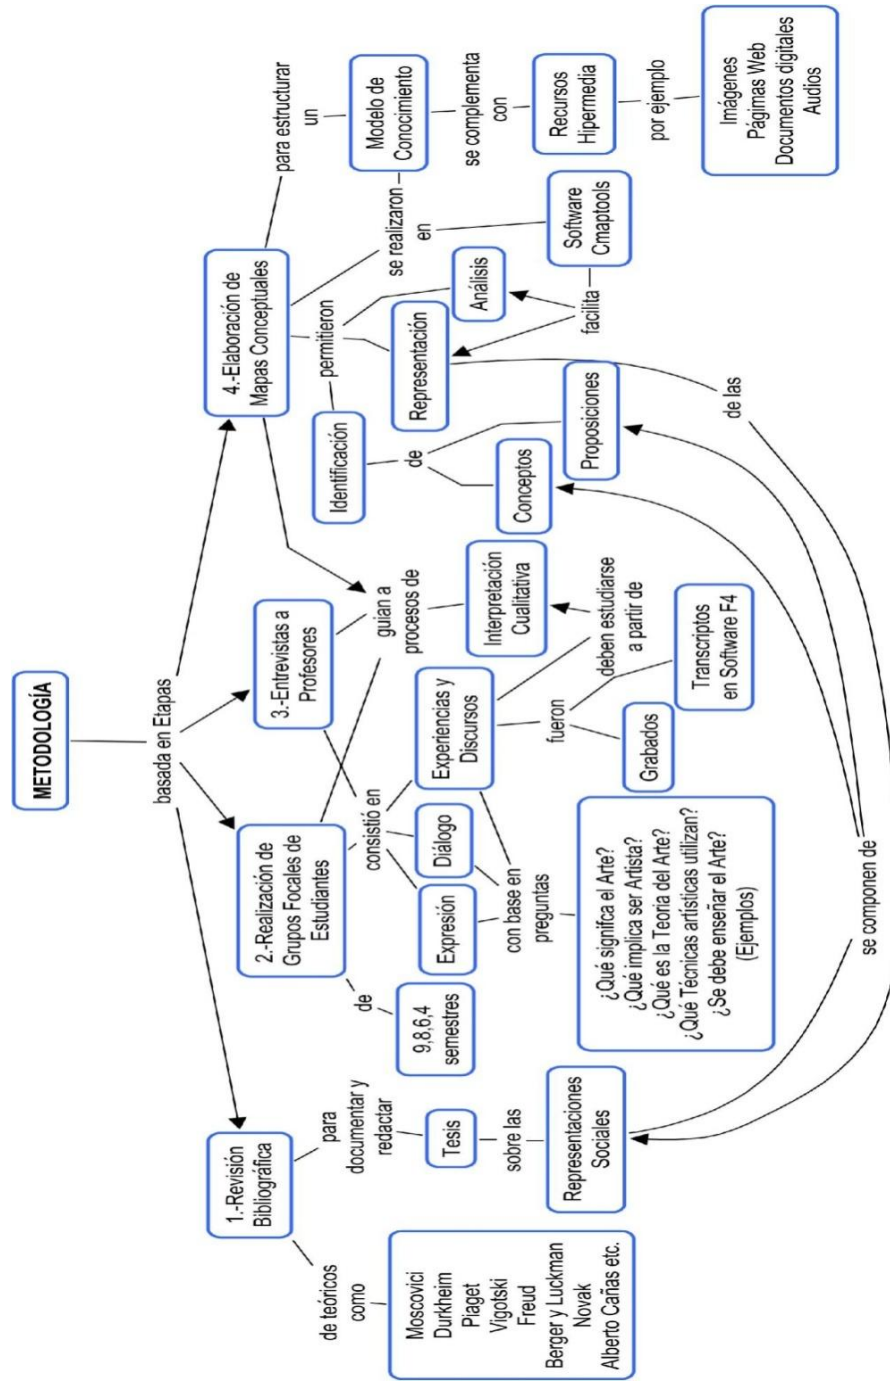 METODOLOGÍA
basada en Etapas
1.-Revisión
Bibliográfica
de teóricos
como
Moscovici
Durkheim
Piaget
Vigotski
Freud
Berger y Luckman
Novak
Alberto Cañas etc.
para
documentar y
redactar
Tesis
sobre las
Representaciones
Sociales
se componen de
2.-Realización de
Grupos Focales de
Estudiantes
de
9,8,6,4
semestres
consistió en
Expresión
Diálogo
Experiencias y
Discursos
con base en
preguntas
¿Qué significa el Arte?
¿Qué implica ser Artista?
¿Qué es la Teoría del Arte?
¿Qué Técnicas artísticas utilizan?
¿Se debe enseñar el Arte?
(Ejemplos)
fueron
Grabados
Transcriptos
en Software F4
deben estudiarse
a partir de
3.-Entrevistas a
Profesores
guian a
procesos de
Interpretación
Cualitativa
4.-Elaboración de
Mapas Conceptuales
permitieron
Identificación
de
Conceptos
Proposiciones
Representación
de las
Análisis
facilita
se realizaron
en
Software
Cmaptools
para estructurar
un
Modelo de
Conocimiento
se complementa
con
Recursos
Hipermedia
por ejemplo
Imágenes
Págimas Web
Documentos digitales
Audios